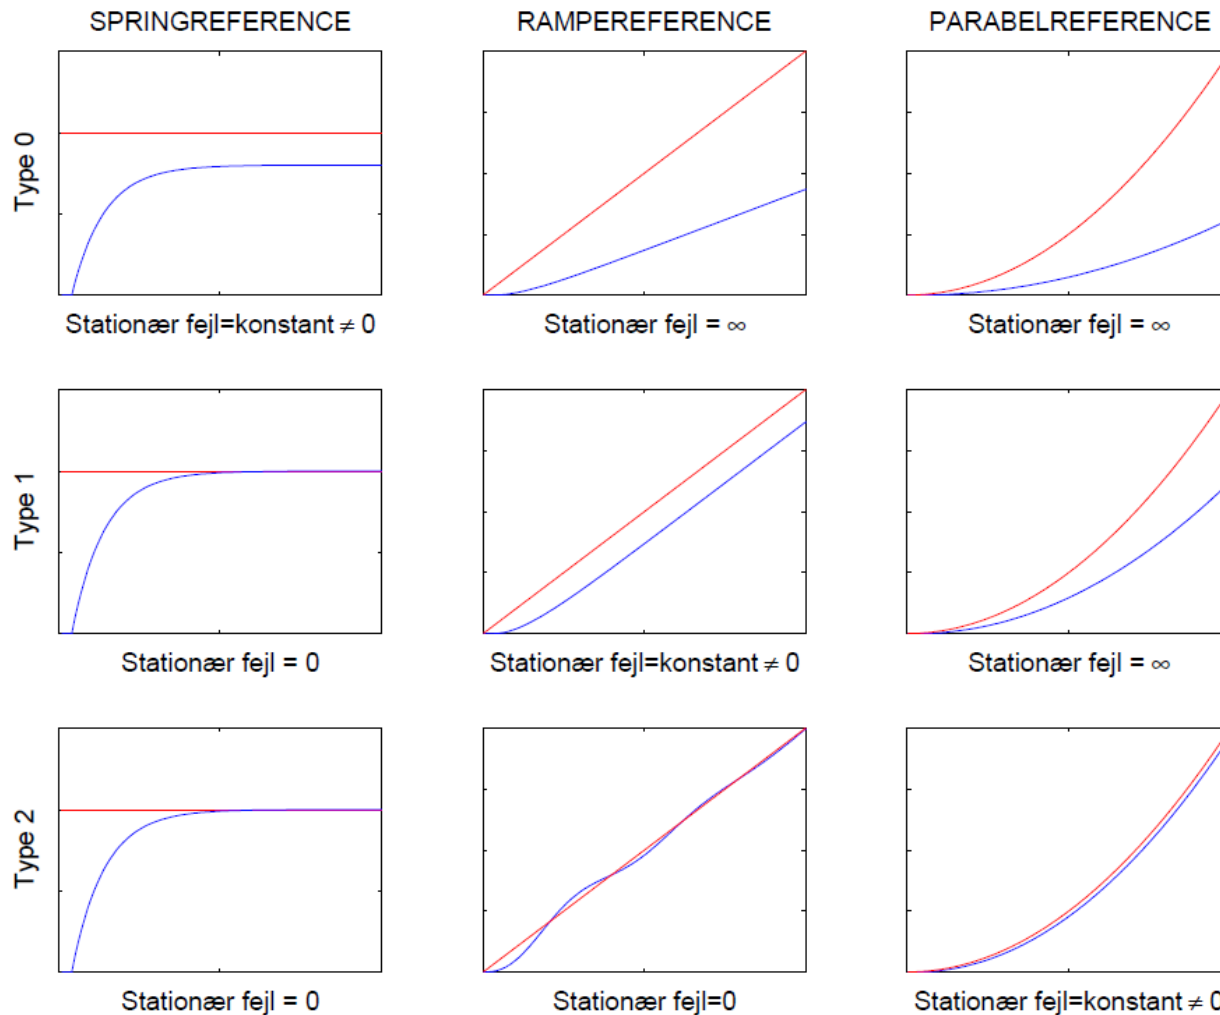 SPRINGREFERENCE
RAMPEREFERENCE
PARABELREFERENCE
Type 0
Stationær fejl=konstant ≠ 0
Stationær fejl = ∞
Stationær fejl = ∞
Type 1
Stationær fejl = 0
Stationær fejl=konstant ≠ 0
Stationær fejl = ∞
Type 2
Stationær fejl = 0
Stationær fejl=0
Stationær fejl=konstant ≠ 0